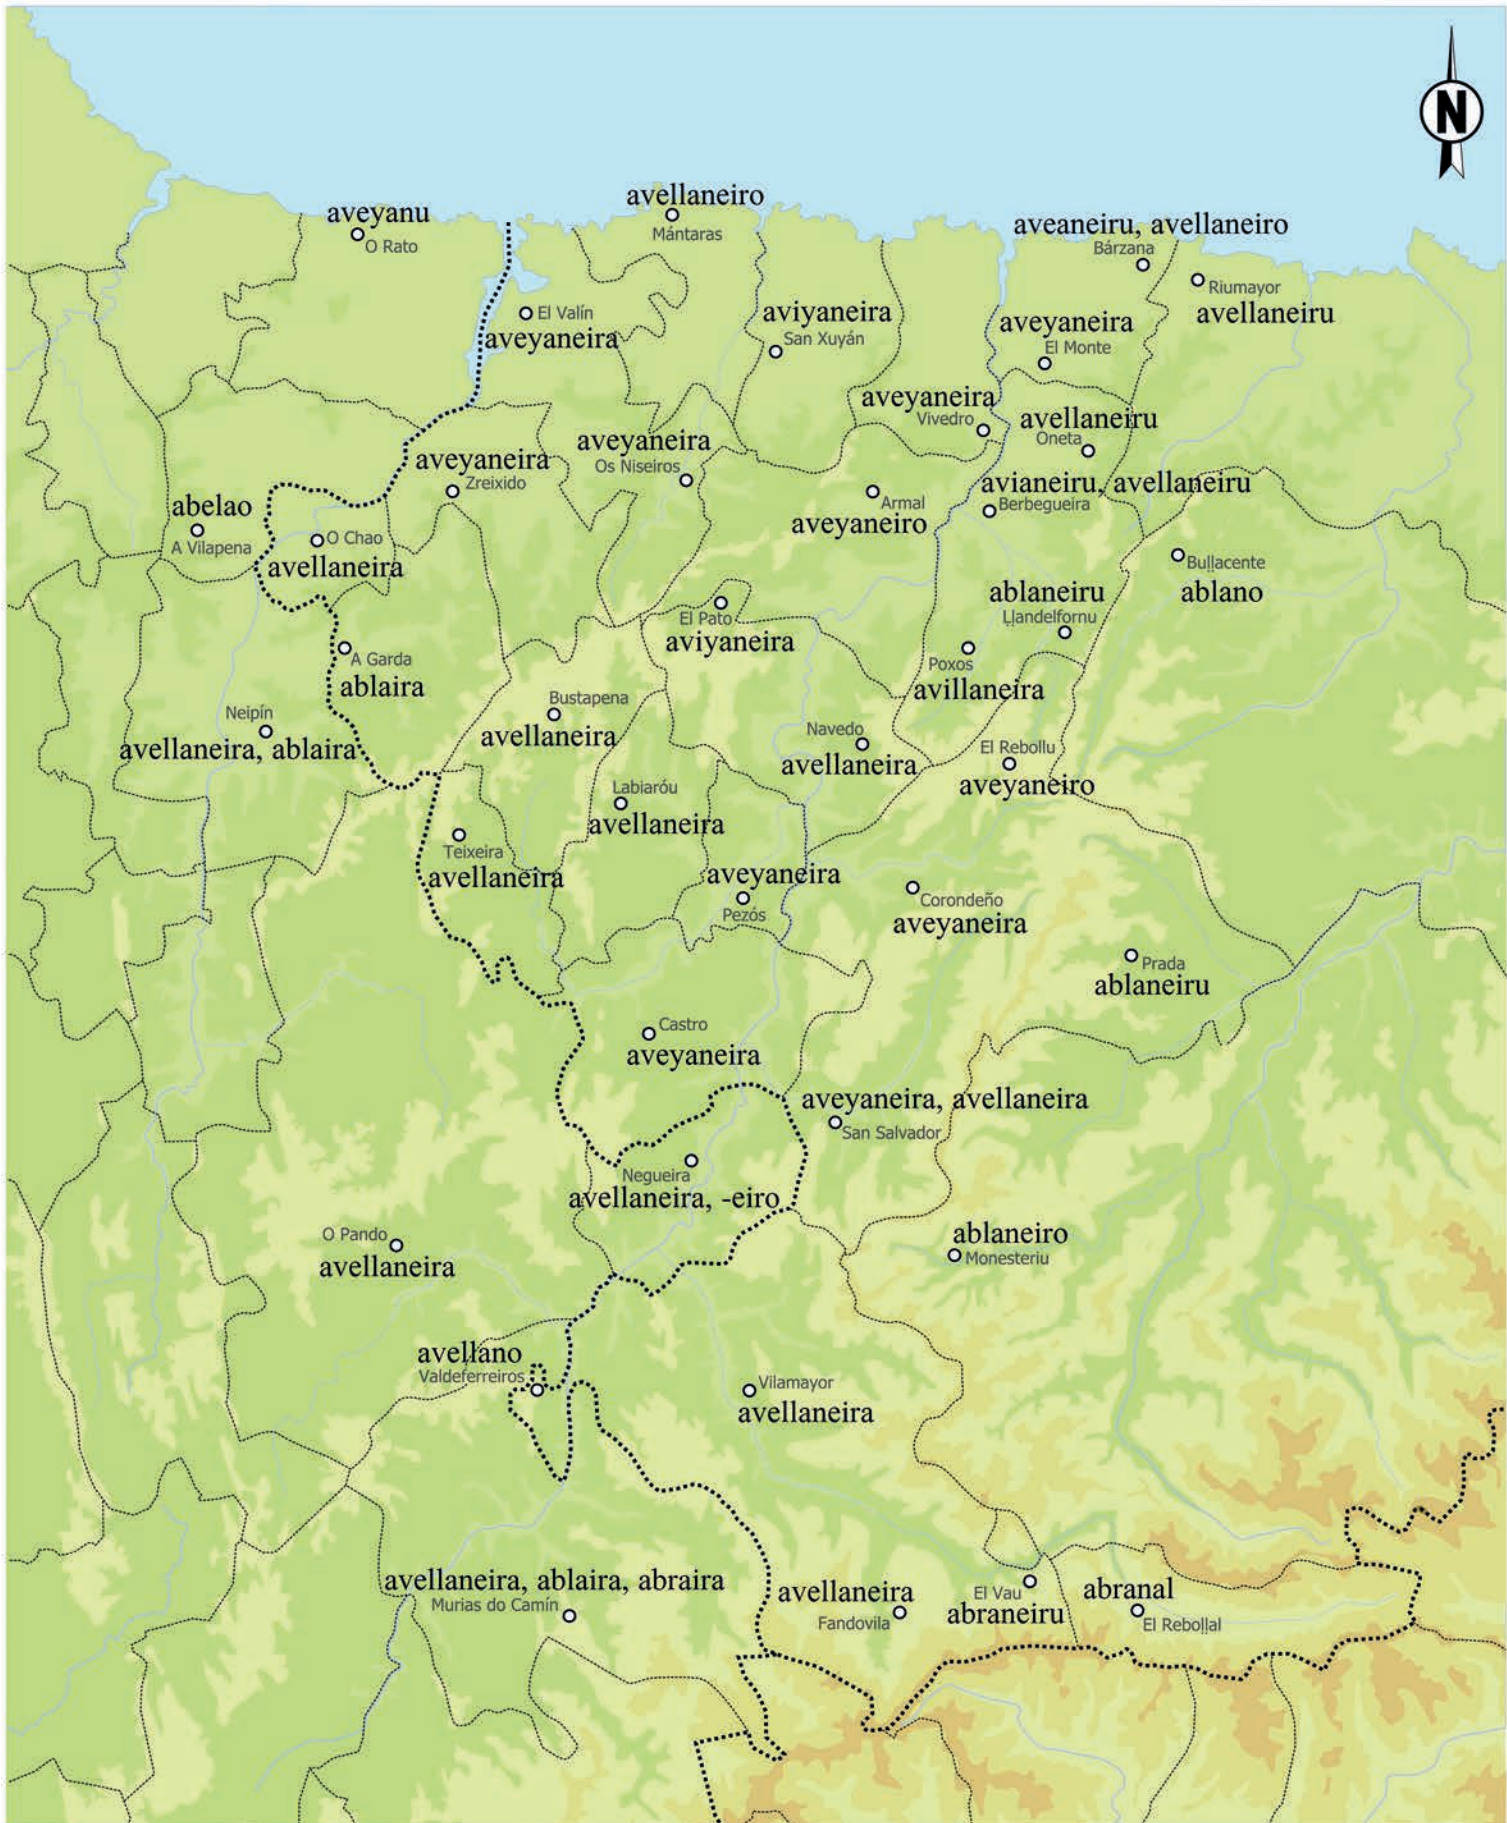 N
avellaneiro
Mántaras
aveyanu
O Rato
aveaneiru, avellaneiro
Bárzana
Riumayor
avellaneiru
El Valín
aveyaneira
aviyaneira
San Xuyán
aveyaneira
El Monte
aveyaneira
Vivedro
avellaneiru
Oneta
aveyaneira
Os Niseiros
aveyaneira
Zreixido
avianeiru, avellaneiru
Berbegueira
Armal
aveyaneiro
abelao
A Vilapena
O Chao
avellaneira
Buḷḷacente
ablano
ablaneiru
Ḷḷandelfornu
El Pato
aviyaneira
A Garda
ablaira
Poxos
avillaneira
Bustapena
avellaneira
Neipín
avellaneira, ablaira
Navedo
avellaneira
El Rebollu
aveyaneiro
Labiaróu
avellaneira
Teixeira
avellaneira
aveyaneira
Pezós
Corondeño
aveyaneira
Prada
ablaneiru
Castro
aveyaneira
aveyaneira, avellaneira
San Salvador
Negueira
avellaneira, -eiro
O Pando
avellaneira
ablaneiro
Monesteriu
avellano
Valdeferreiros
Vilamayor
avellaneira
avellaneira, ablaira, abraira
Murias do Camín
avellaneira
Fandovila
El Vau
abraneiru
abranal
El Reboḷḷal